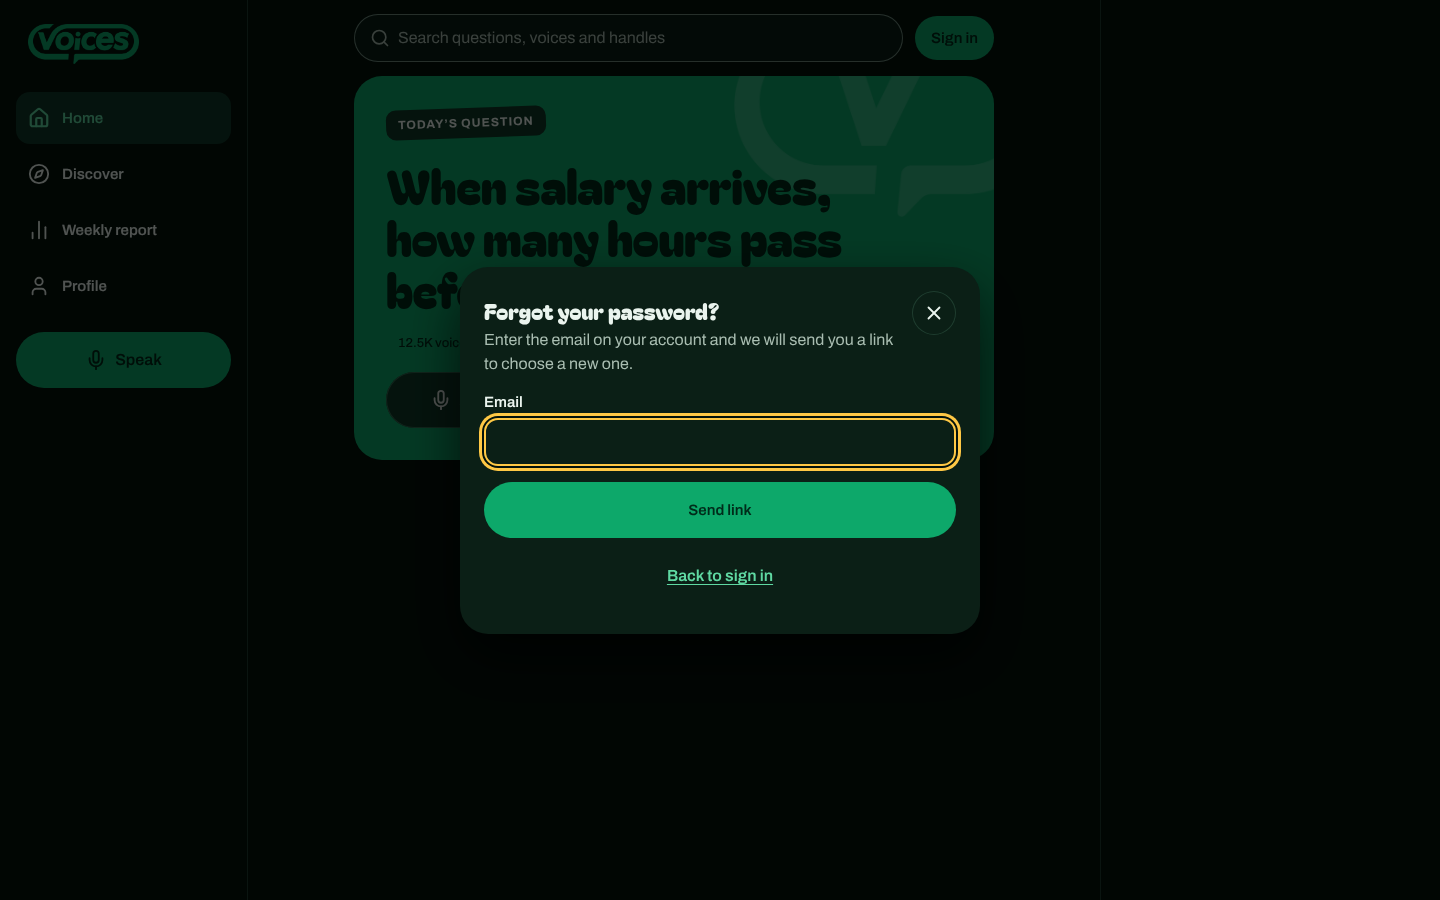 Voices
Search questions, voices and handles
Sign in
Home
Discover
Weekly report
Profile
Speak
TODAY'S QUESTION
When salary arrives,
how many hours pass
12.5K
Forgot your password?
Enter the email on your account and we will send you a link
to choose a new one.
Email
Send link
Back to sign in